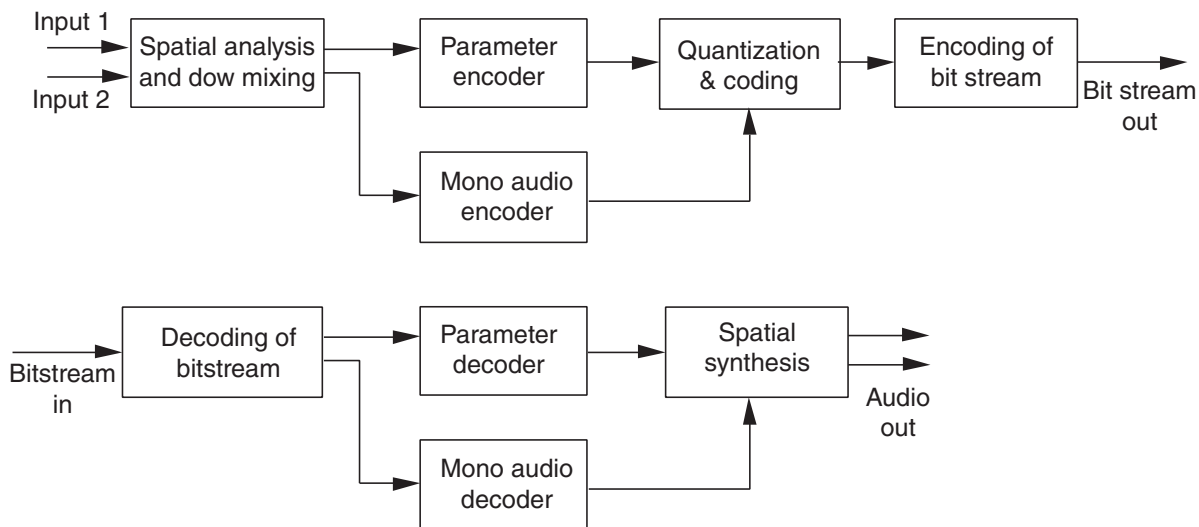 Input 1
Input 2
Spatial analysis
and dow mixing
Parameter
encoder
Quantization
& coding
Encoding of
bit stream
Bit stream
out
Mono audio
encoder
Bitstream
in
Decoding of
bitstream
Parameter
decoder
Spatial
synthesis
Audio
out
Mono audio
decoder